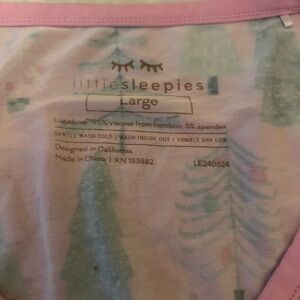 littlesleepies
Large
Lunaluxe™ 95% viscose from bamboo, 5% spandex
GENTLE WASH COLD | WASH INSIDE OUT | TUMBLE DRY LOW
Designed in California
Made in China | RN 153882 LE240624